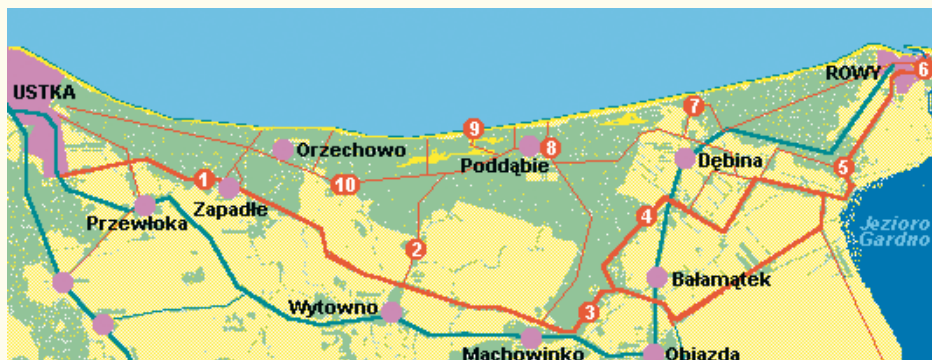 USTKA
ROWY
6
7
9
Orzechowo
Poddąbie
8
Dębina
5
1
10
Zapadłe
Przewłoka
4
Jezioro
Gardno
2
Bałamątek
Wytowno
3
Machowinko
Objazda